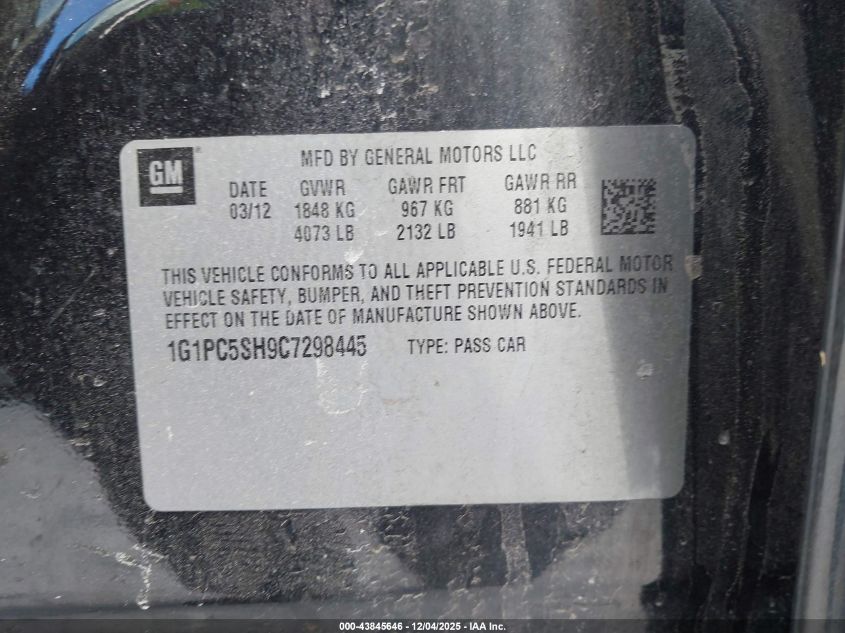 GM MFD BY GENERAL MOTORS LLC
DATE GVWR GAWR FRT GAWR RR
03/12 1848 KG 967 KG 881 KG
4073 LB 2132 LB 1941 LB
THIS VEHICLE CONFORMS TO ALL APPLICABLE U.S. FEDERAL MOTOR
VEHICLE SAFETY, BUMPER, AND THEFT PREVENTION STANDARDS IN
EFFECT ON THE DATE OF MANUFACTURE SHOWN ABOVE.
1G1PC5SH9C7298445 TYPE: PASS CAR
000-43845646 - 12/04/2025 - IAA Inc.